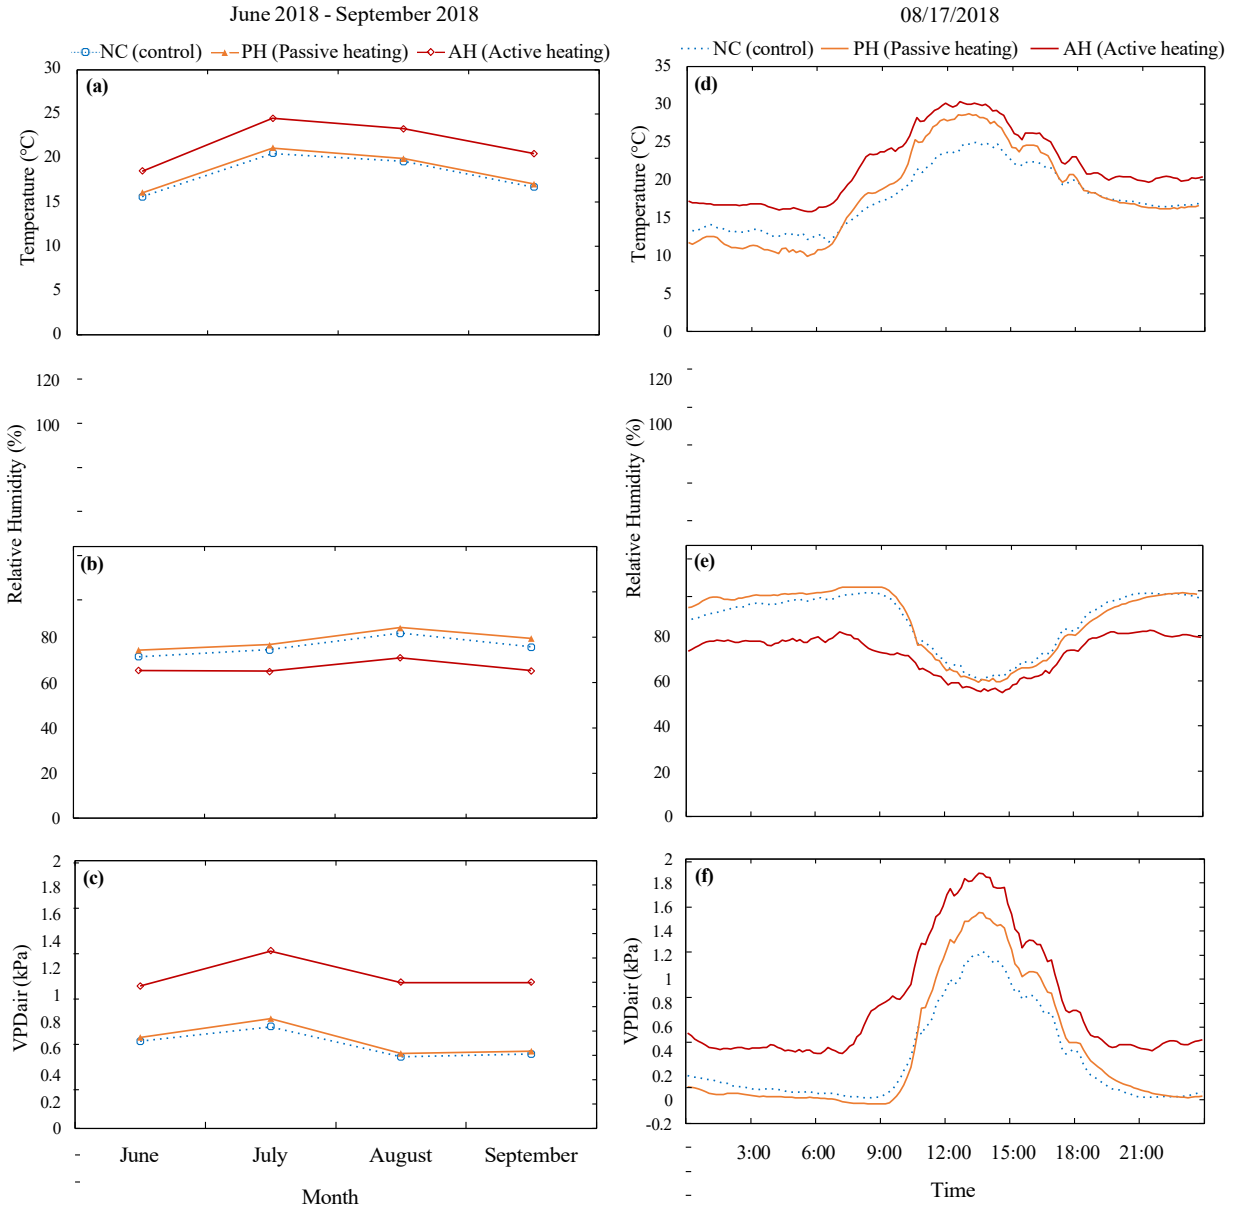 June 2018 - September 2018
08/17/2018
NC (control) PH (Passive heating) AH (Active heating)
NC (control) PH (Passive heating) AH (Active heating)
(a)
Temperature (°C)
30
25
20
15
10
5
0
(d)
Temperature (°C)
35
30
25
20
15
10
5
0
(b)
Relative Humidity (%)
120
100
80
60
40
20
0
(e)
Relative Humidity (%)
120
100
80
60
40
20
0
(c)
VPDair (kPa)
2
1.8
1.6
1.4
1.2
1
0.8
0.6
0.4
0.2
0
June July August September
Month
(f)
VPDair (kPa)
2
1.8
1.6
1.4
1.2
1
0.8
0.6
0.4
0.2
0
-0.2
3:00 6:00 9:00 12:00 15:00 18:00 21:00
Time